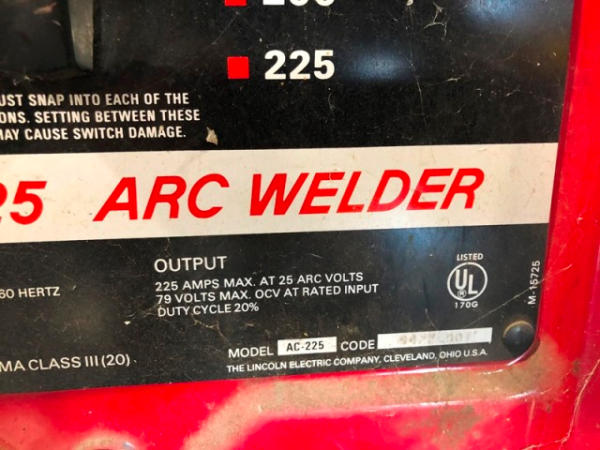 225
UST SNAP INTO EACH OF THE
ONS. SETTING BETWEEN THESE
MAY CAUSE SWITCH DAMAGE.
25 ARC WELDER
OUTPUT
60 HERTZ
225 AMPS MAX. AT 25 ARC VOLTS
79 VOLTS MAX. OCV AT RATED INPUT
DUTY CYCLE 20%
LISTED
UL
170G
M-15725
MA CLASS III (20).
MODEL AC-225 CODE
THE LINCOLN ELECTRIC COMPANY, CLEVELAND, OHIO U.S.A.